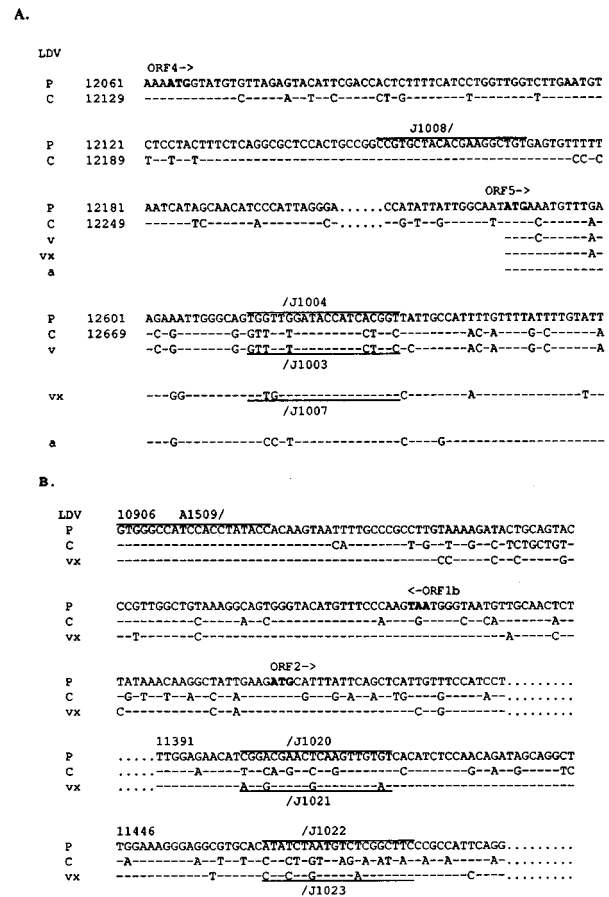 A.
LDV
ORF4->
P 12061 AAAATGGTATGTGTTAGAGTACATTCGACCACTCTTTTCATCCTGGTTGGTCTTGAATGT
C 12129 -------------C-----A--T--C-----CT-G---------T--------T------
J1008/
P 12121 CTCCTACTTTCTCAGGCGCTCCACTGCCGGCCGTGCTACACGAAGGCTGTGAGTGTTTTT
C 12189 T--T--T-------------------------------------------------CC-C
ORF5->
P 12181 AATCATAGCAACATCCCATTAGGGA......CCATATTATTGGCAATATGAAATGTTTGA
C 12249 ------TC-------A--------C-......--G-T--G------T-----C------A-
v -----C------A-
vx ------------A-
a --------------
/J1004
P 12601 AGAAATTGGGCAGTGGTTGGATACCATCACGGTTATTGCCATTTTGTTTTATTTTGTATT
C 12669 -C-G-------G-GTT--T---------CT--C-------AC-A----G-C-------A
v -C-G-------G-GTT--T---------CT--C-C-----AC-A----G-C-------A
/J1003
vx ---GG---------TG----------------C--------A--------------T--
/J1007
a ---G-----------CC-T-------------C----G---------------------
B.
LDV 10906 A1509/
P GTGGGCCATCCACCTATACCACAAGTAATTTTGCCCGCCTTGTAAAAGATACTGCAGTAC
C ----------------------------CA---------T-G--T--G--C-TCTGCTGT-
vx -------------------------------------------CC-----C-------G-
<-ORF1b
P CCGTTGGCTGTAAAGGCAGTGGGTACATGTTTCCCAAGTAATGGGTAATGTTGCAACTCT
C ----------C-----A--C--------------A----G-----C--CA------A---
vx --T-------C-----------------------------------------A-----C--
ORF2->
P TATAAACAAGGCTATTGAAGATGCATTTATTCAGCTCATTGTTTCCATCCT.........
C -G-T--T--A--C--A--------G---G--A--TG---G-----A--.........
vx C--------C--A-----------------------C--G--------.........
11391 /J1020
P .....TTGGAGAACATCGGACGAACTCAAGTTGTGTCACATCTCCAACAGATAGCAGGCT
C .....-----A-----T--CA-G--C--G--------C--------G--A--G-----TC
vx .....-----------A--G-----G--------A-------------------------
/J1021
11446 /J1022
P TGGAAAGGGAGGCGTGCACATATCTAATGTCTCGGCTTCCCGCCATTCAGG.........
C -A--------A--T--T--C--CT-GT--AG-A--AT-A---A---A----A--.........
vx ------------T------C--C--G-----A--------------C----.........
/J1023